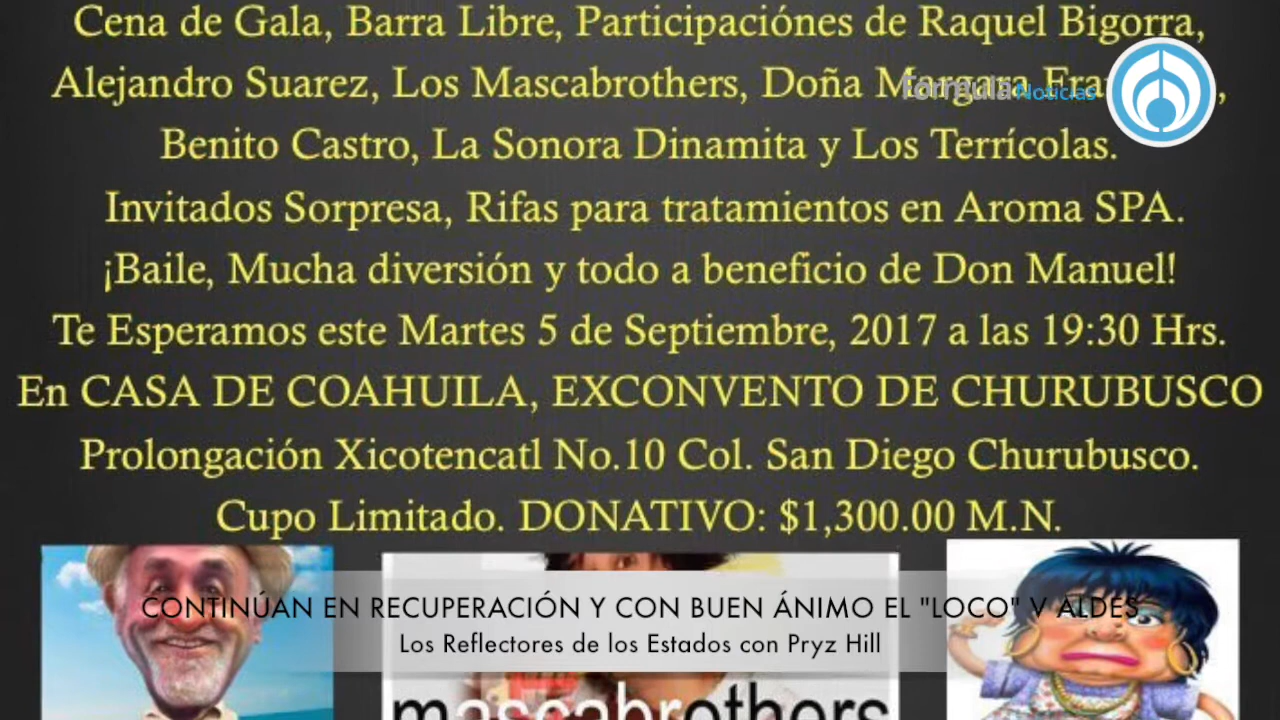 Cena de Gala, Barra Libre, Participaciónes de Raquel Bigorra,
Alejandro Suarez, Los Mascabrothers, Doña Margara
Formula Noticias
Benito Castro, La Sonora Dinamita y Los Terrícolas.
Invitados Sorpresa, Rifas para tratamientos en Aroma SPA.
¡Baile, Mucha diversión y todo a beneficio de Don Manuel!
Te Esperamos este Martes 5 de Septiembre, 2017 a las 19:30 Hrs.
En CASA DE COAHUILA, EXCONVENTO DE CHURUBUSCO
Prolongación Xicotencatl No.10 Col. San Diego Churubusco.
Cupo Limitado. DONATIVO: $1,300.00 M.N.
CONTINÚAN EN RECUPERACIÓN Y CON BUEN ÁNIMO EL "LOCO" V ALDES
Los Reflectores de los Estados con Pryz Hill
mascabrothers